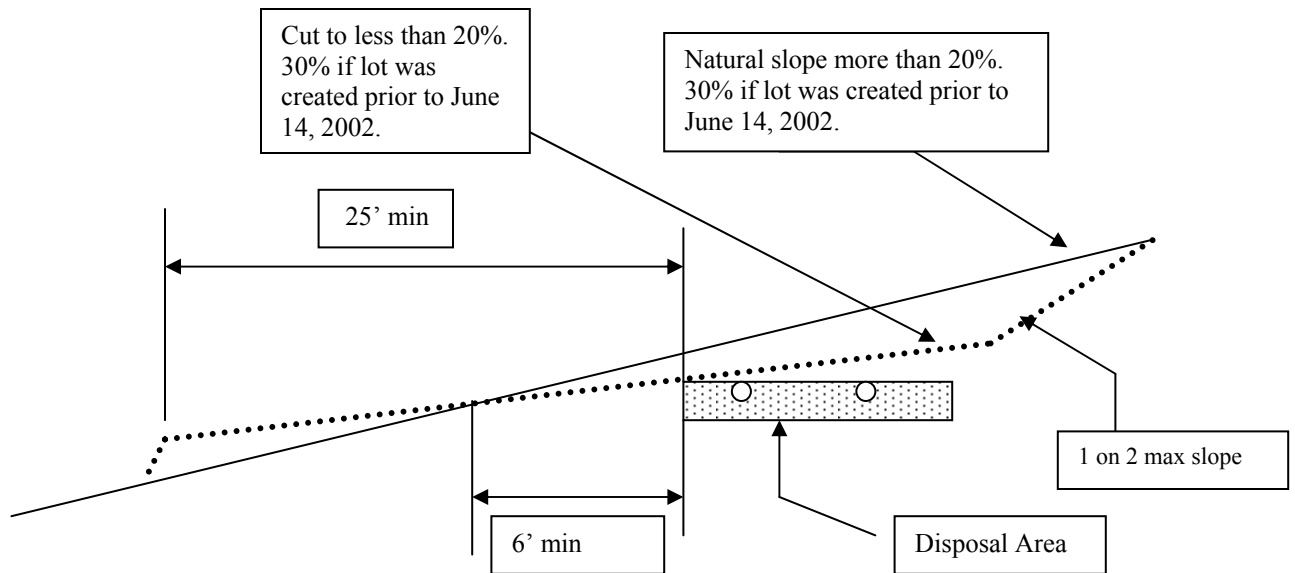 Cut to less than 20%.
30% if lot was
created prior to June
14, 2002.
Natural slope more than 20%.
30% if lot was created prior to
June 14, 2002.
25’ min
1 on 2 max slope
6’ min
Disposal Area